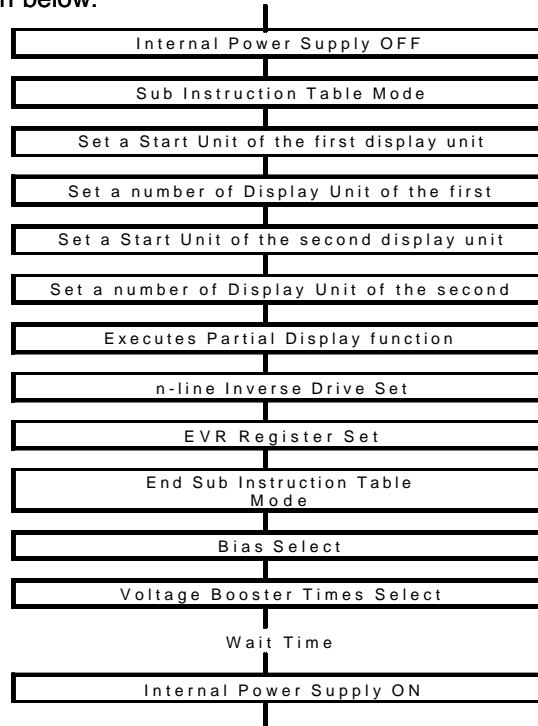 below.
Internal Power Supply OFF
Sub Instruction Table Mode
Set a Start Unit of the first display unit
Set a number of Display Unit of the first
Set a Start Unit of the second display unit
Set a number of Display Unit of the second
Executes Partial Display function
n-line Inverse Drive Set
EVR Register Set
End Sub Instruction Table
Mode
Bias Select
Voltage Booster Times Select
Wait Time
Internal Power Supply ON